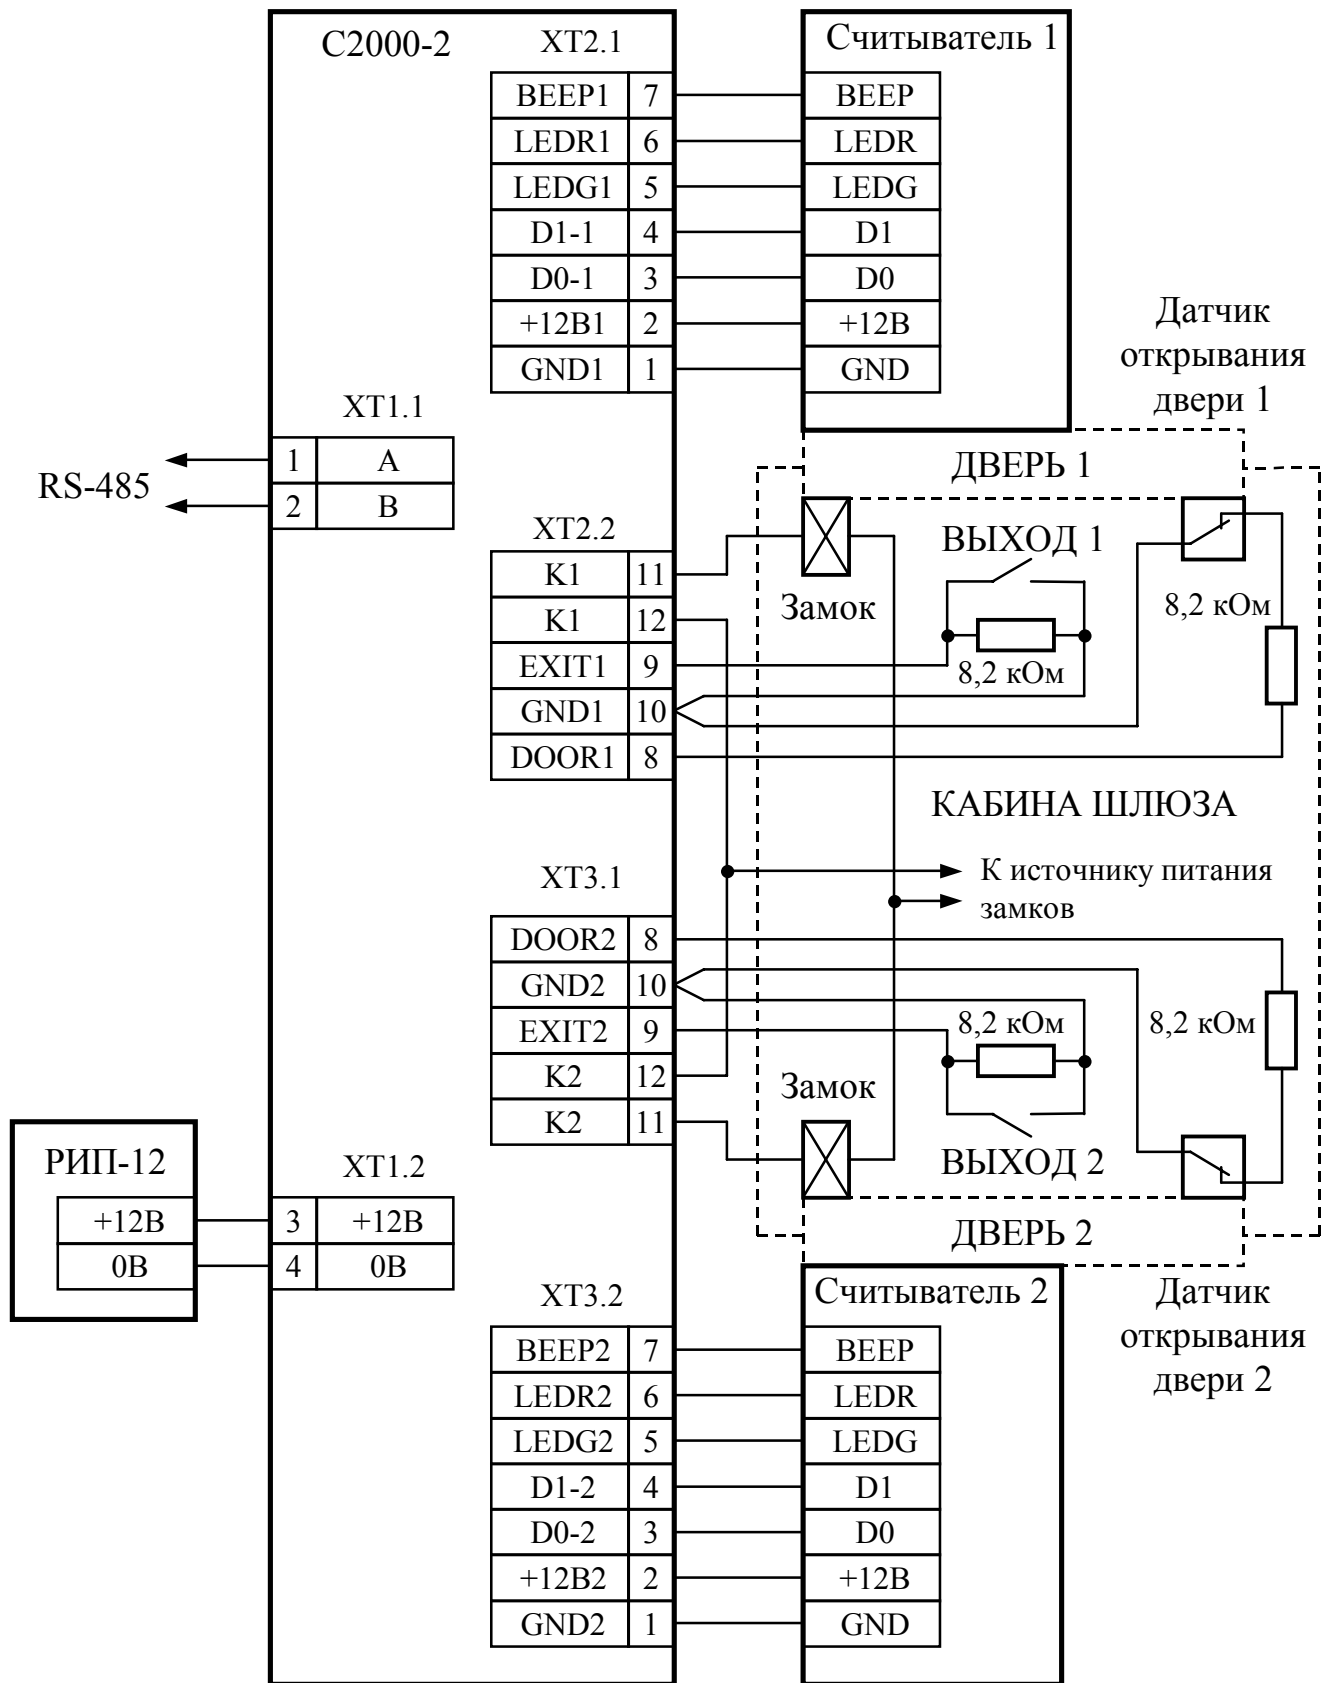 С2000-2
XT2.1
BEEP1 7
LEDR1 6
LEDG1 5
D1-1 4
D0-1 3
+12В1 2
GND1 1
Считыватель 1
BEEP
LEDR
LEDG
D1
D0
+12В
GND
Датчик
открывания
двери 1
XT1.1
1 A
2 B
RS-485
ДВЕРЬ 1
XT2.2
K1 11
K1 12
EXIT1 9
GND1 10
DOOR1 8
Замок
ВЫХОД 1
8,2 кОм
8,2 кОм
КАБИНА ШЛЮЗА
К источнику питания
замков
XT3.1
DOOR2 8
GND2 10
EXIT2 9
K2 12
K2 11
8,2 кОм
8,2 кОм
Замок
ВЫХОД 2
ДВЕРЬ 2
РИП-12
+12В
0В
XT1.2
3 +12В
4 0В
XT3.2
BEEP2 7
LEDR2 6
LEDG2 5
D1-2 4
D0-2 3
+12В2 2
GND2 1
Считыватель 2
BEEP
LEDR
LEDG
D1
D0
+12В
GND
Датчик
открывания
двери 2